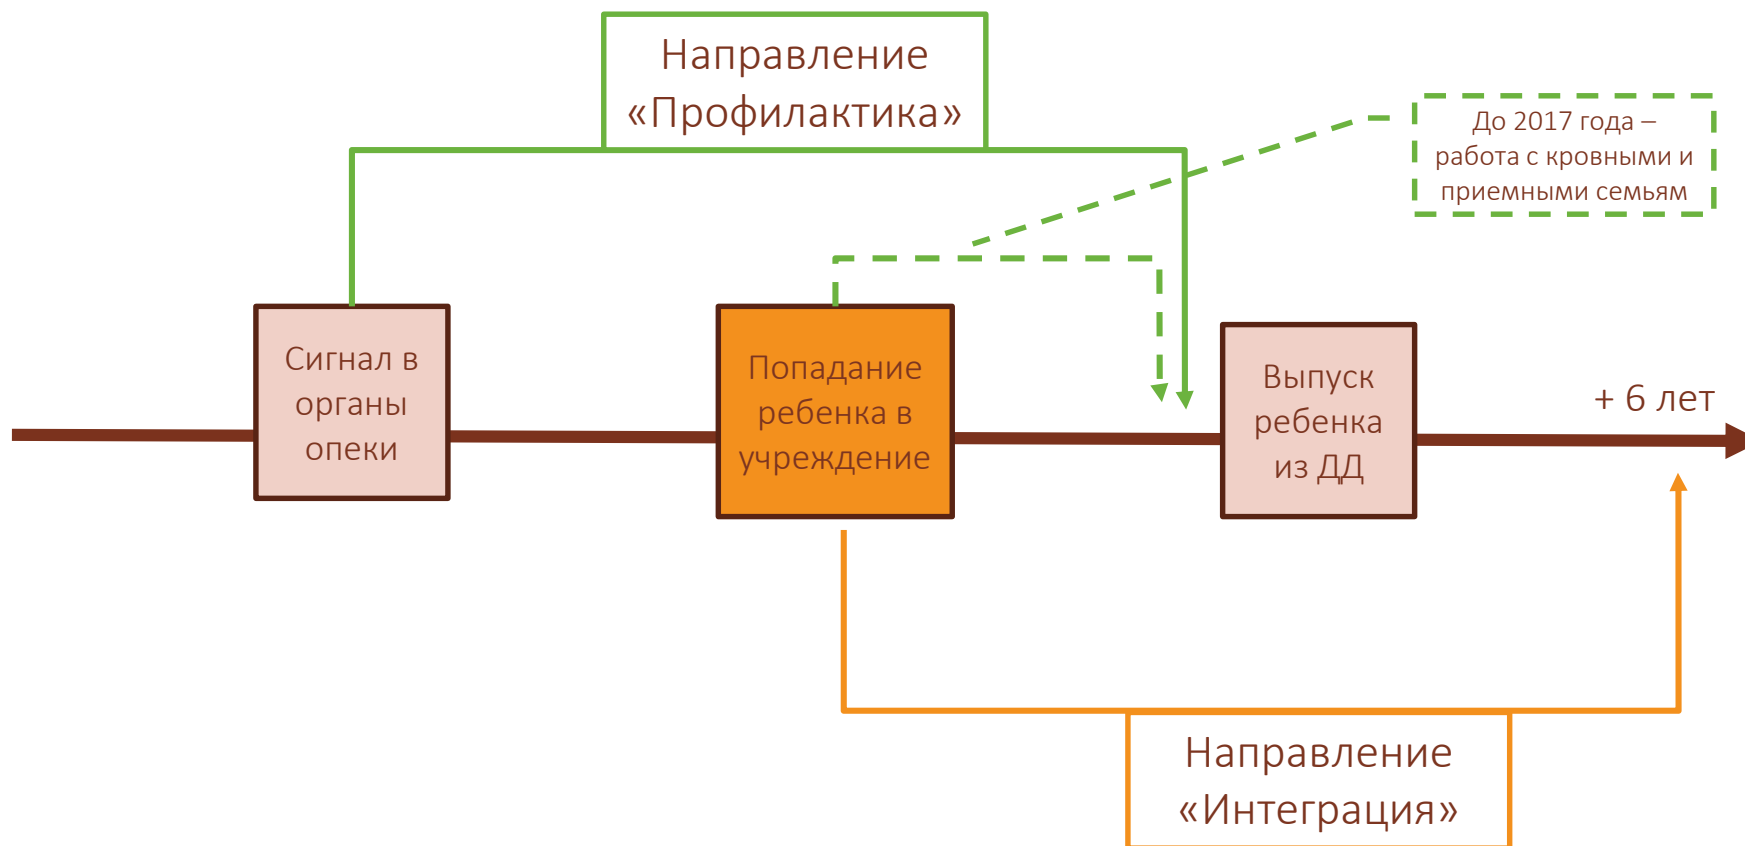 Направление
«Профилактика»
До 2017 года –
работа с кровными и
приемными семьям
Сигнал в
органы
опеки
Попадание
ребенка в
учреждение
Выпуск
ребенка
из ДД
+ 6 лет
Направление
«Интеграция»